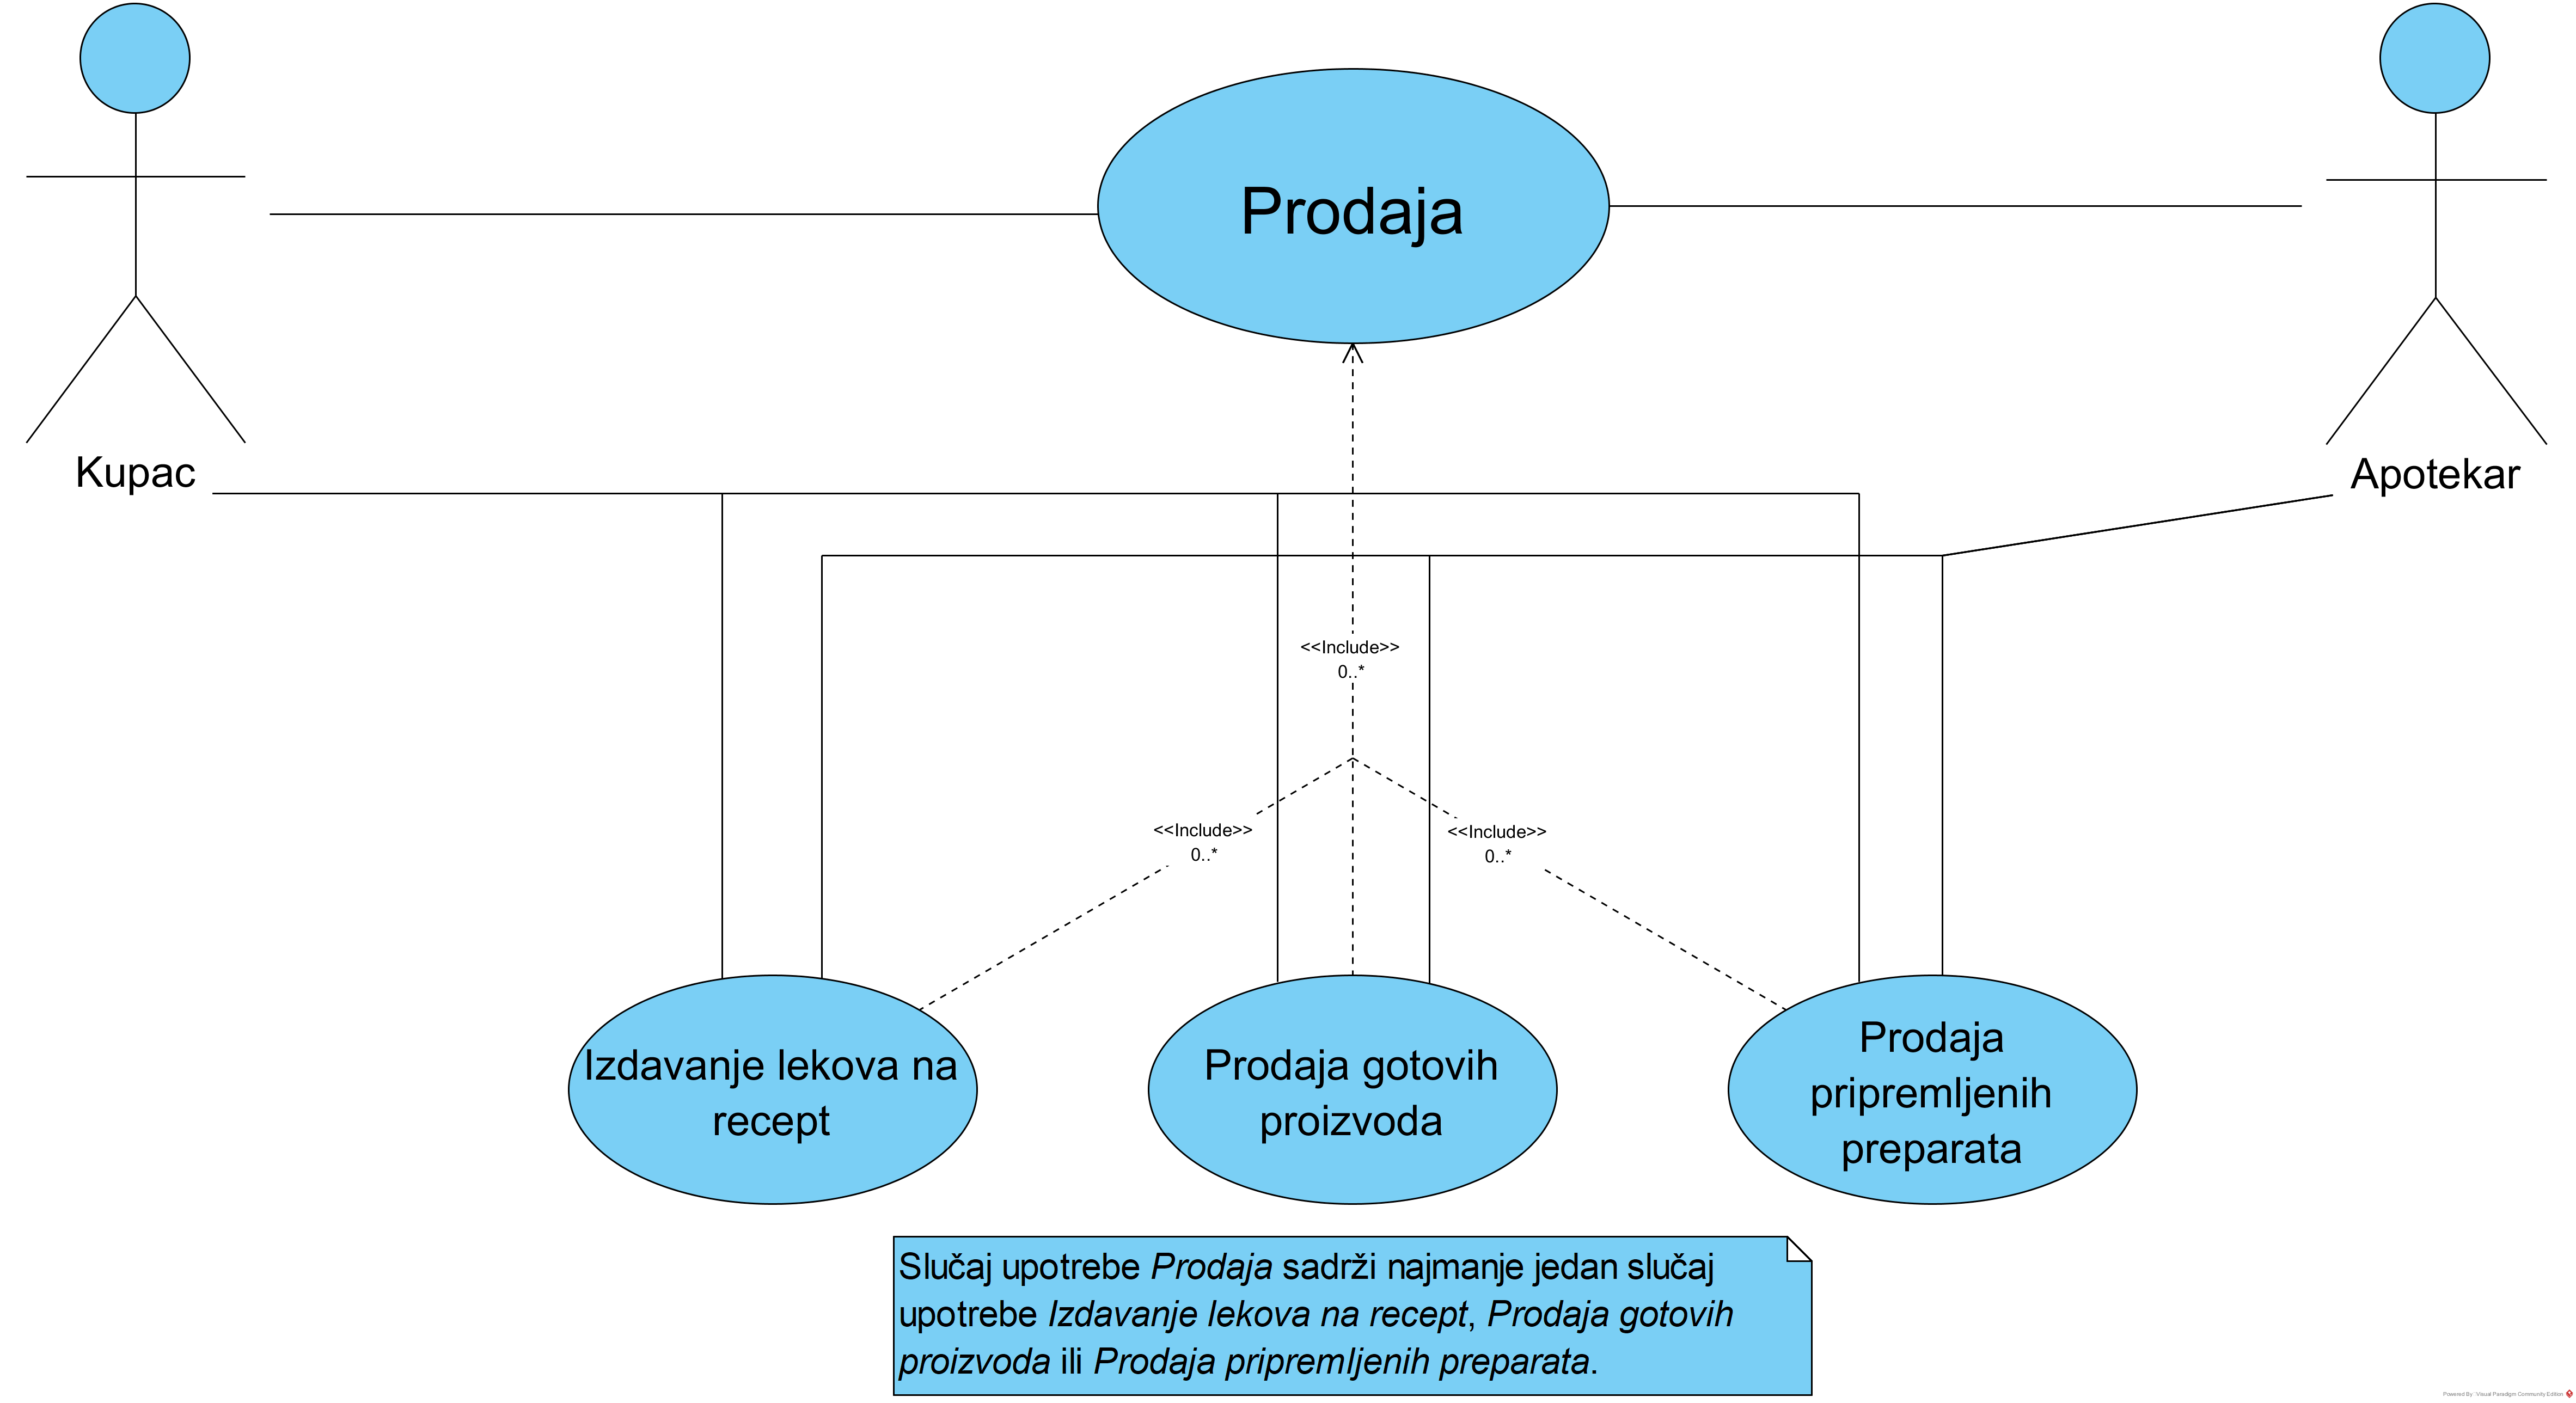 Prodaja
Kupac
Apotekar
<<Include>>
0..*
<<Include>>
0..*
<<Include>>
0..*
Izdavanje lekova na
recept
Prodaja gotovih
proizvoda
Prodaja
pripremljenih
preparata
Slučaj upotrebe Prodaja sadrži najmanje jedan slučaj
upotrebe Izdavanje lekova na recept, Prodaja gotovih
proizvoda ili Prodaja pripremljenih preparata.
Powered By Visual Paradigm Community Edition